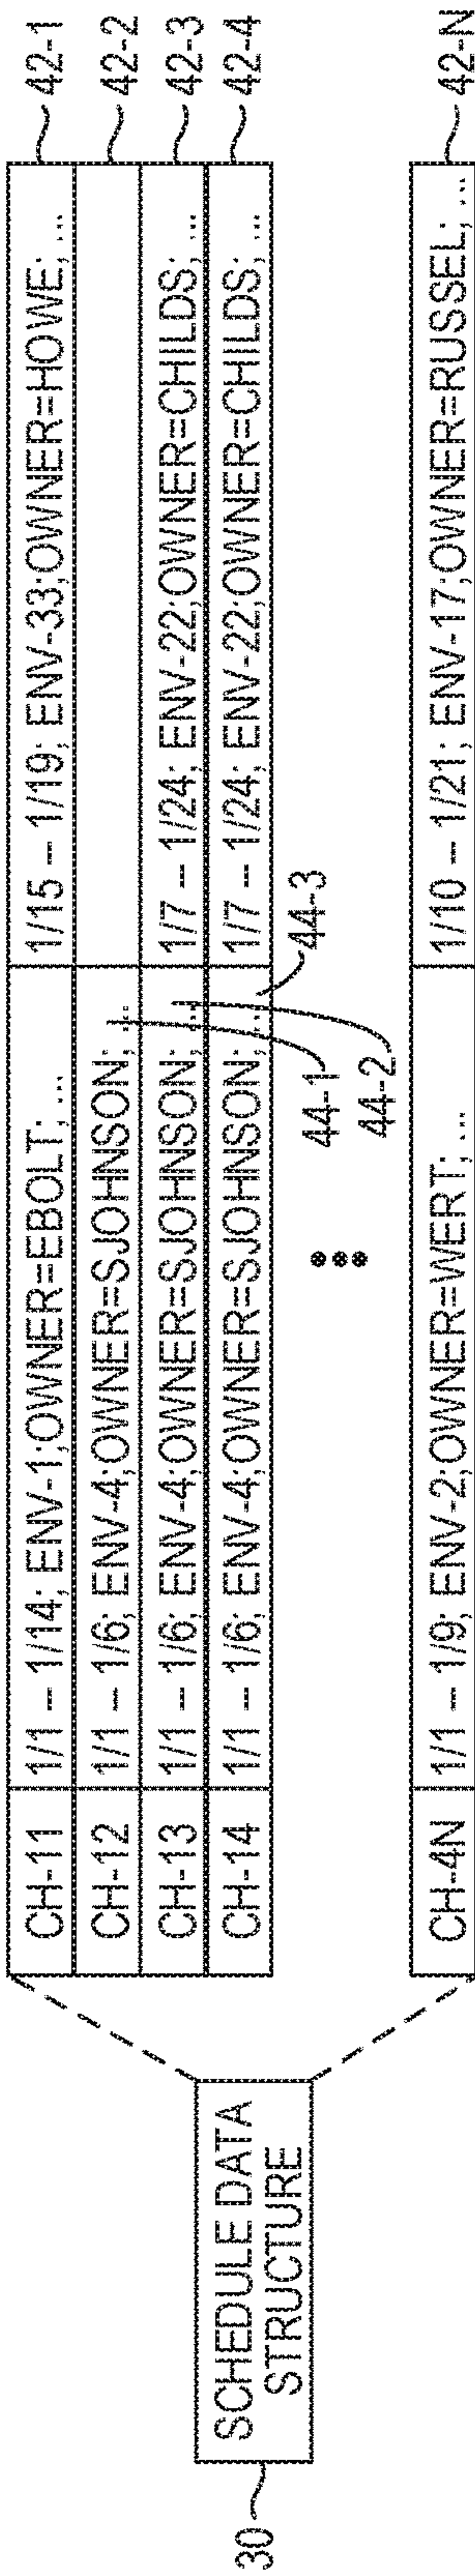 30
SCHEDULE DATA
STRUCTURE
CH-11 1/1 – 1/14; ENV-1;OWNER=EBOLT; ... 1/15 – 1/19; ENV-33;OWNER=HOWE; ... 42-1
CH-12 1/1 – 1/6; ENV-4;OWNER=SJOHNSON; ... 42-2
CH-13 1/1 – 1/6; ENV-4;OWNER=SJOHNSON; ... 1/7 – 1/24; ENV-22;OWNER=CHILDS; ... 42-3
CH-14 1/1 – 1/6; ENV-4;OWNER=SJOHNSON; ... 1/7 – 1/24; ENV-22;OWNER=CHILDS; ... 42-4
44-1
44-2
44-3
CH-4N 1/1 – 1/9; ENV-2;OWNER=WERT; ... 1/10 – 1/21; ENV-17;OWNER=RUSSEL; ... 42-N